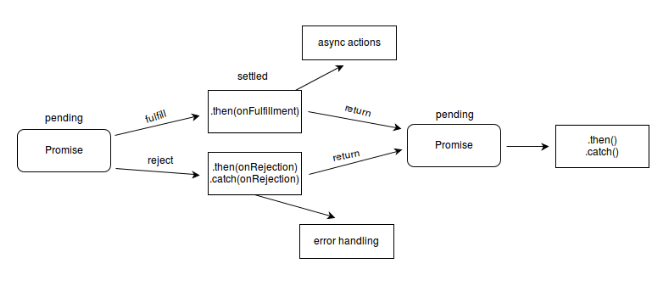 async actions
settled
pending
fulfill
.then(onFulfillment)
return
pending
Promise
reject
.then(onRejection)
.catch(onRejection)
return
Promise
.then()
.catch()
error handling